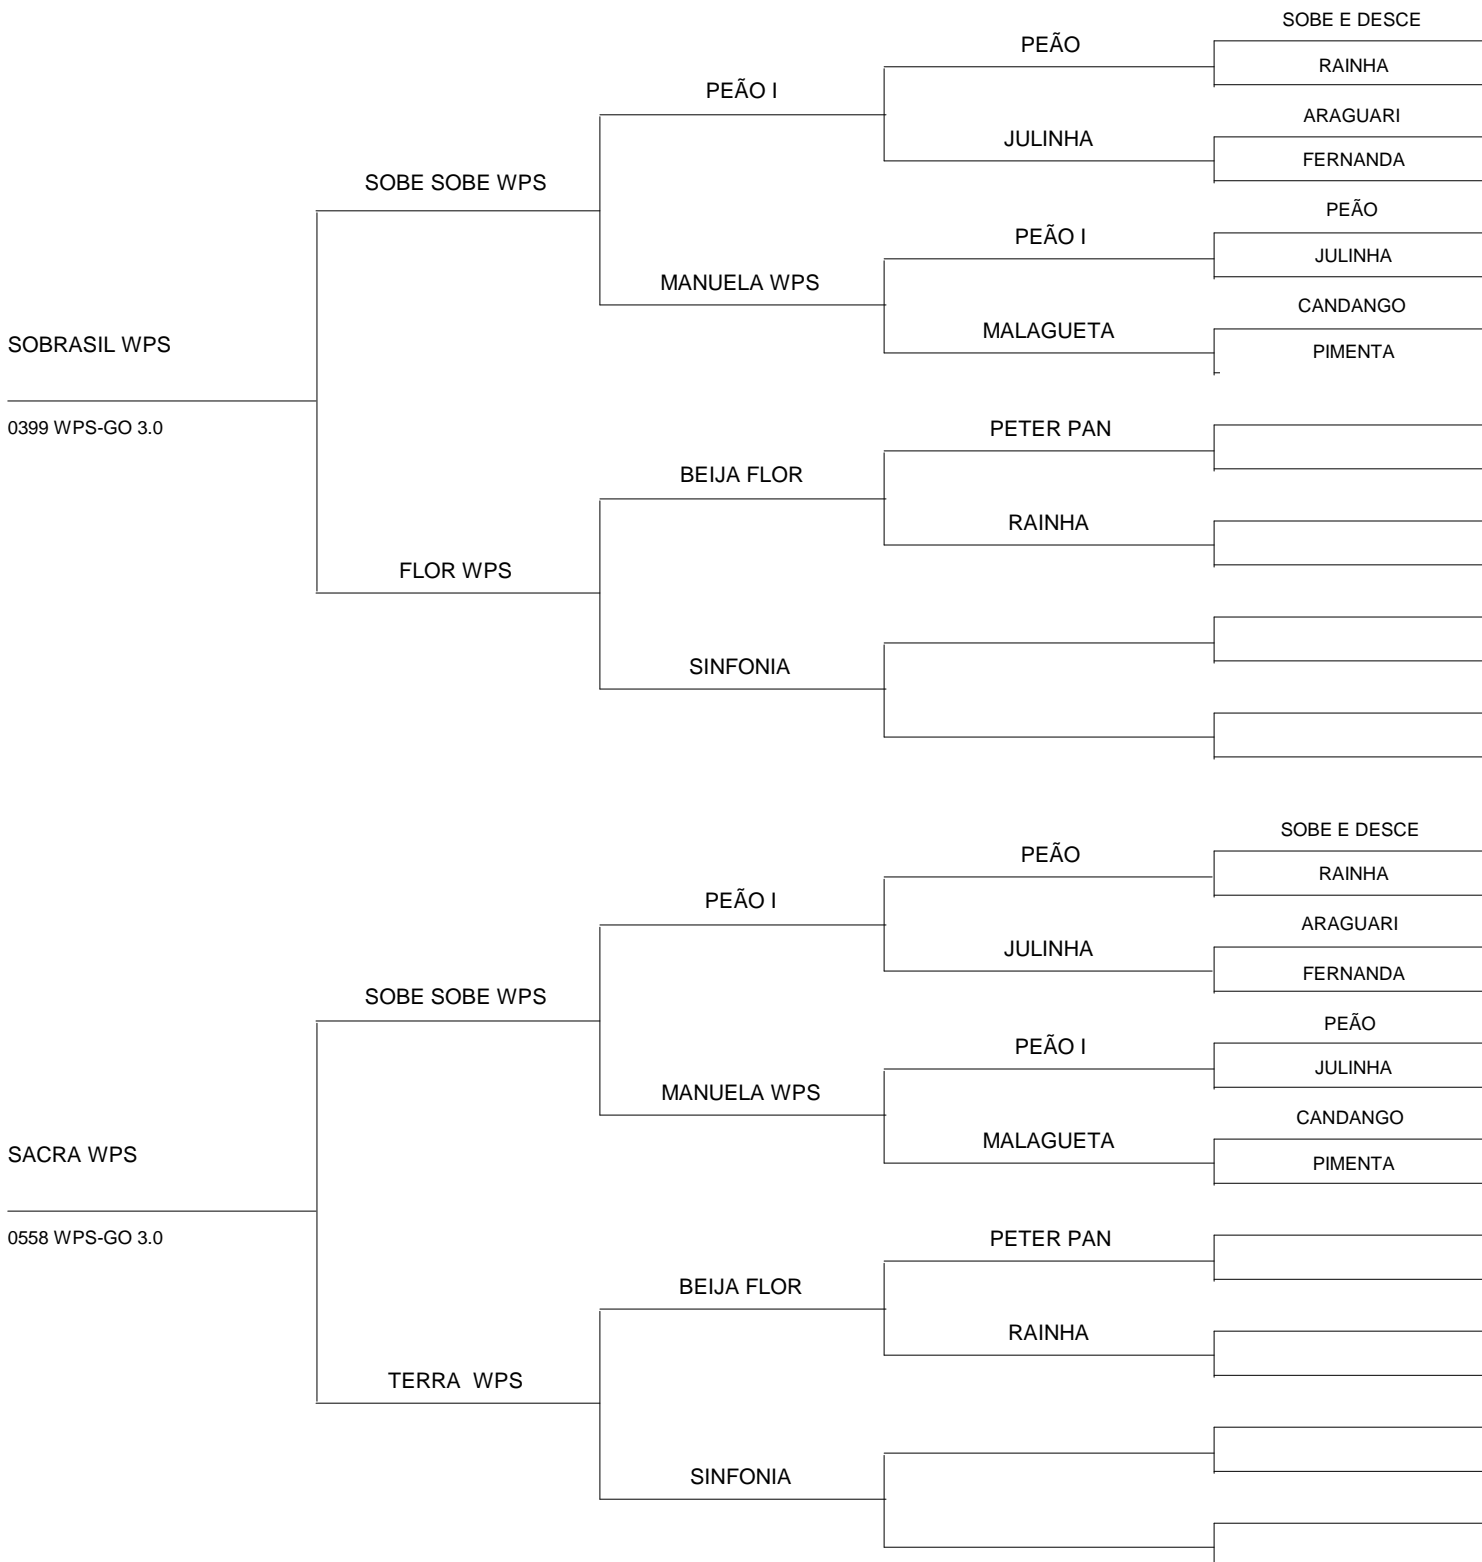 SOBE E DESCE
PEÃO
RAINHA
PEÃO I
ARAGUARI
JULINHA
FERNANDA
SOBE SOBE WPS
PEÃO
PEÃO I
JULINHA
MANUELA WPS
CANDANGO
MALAGUETA
SOBRASIL WPS
PIMENTA
0399 WPS-GO 3.0
PETER PAN
BEIJA FLOR
RAINHA
FLOR WPS
SINFONIA
SOBE E DESCE
PEÃO
RAINHA
PEÃO I
ARAGUARI
JULINHA
FERNANDA
SOBE SOBE WPS
PEÃO
PEÃO I
JULINHA
MANUELA WPS
CANDANGO
MALAGUETA
SACRA WPS
PIMENTA
0558 WPS-GO 3.0
PETER PAN
BEIJA FLOR
RAINHA
TERRA  WPS
SINFONIA